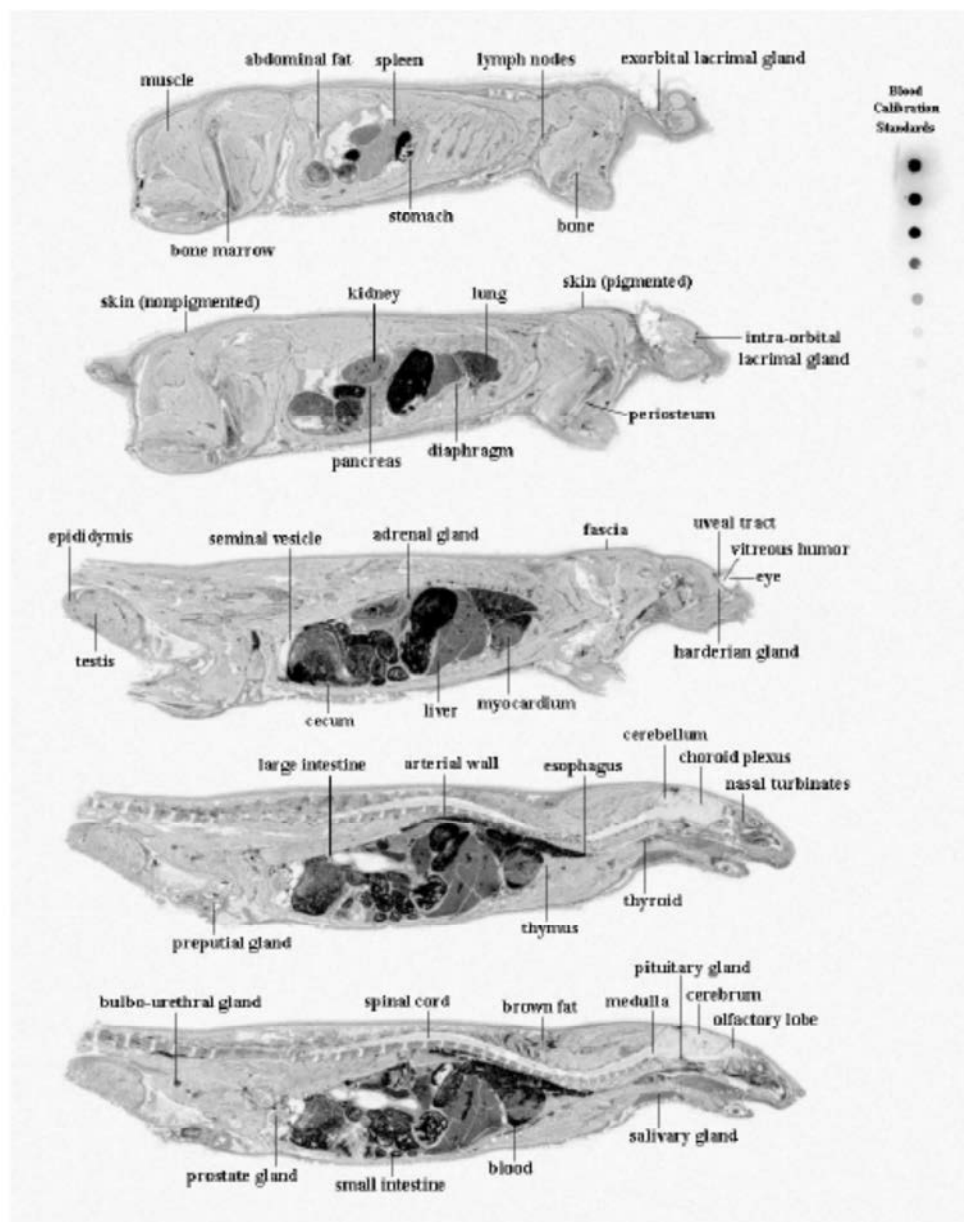 abdominal fat spleen lymph nodes exorbital lacrimal gland
muscle
Blood
Calibration
Standards
stomach
bone
bone marrow
skin (nonpigmented) kidney lung skin (pigmented)
intra-orbital
lacrimal gland
periosteum
pancreas diaphragm
epididymis seminal vesicle adrenal gland fascia uveal tract
vitreous humor
eye
testis harderian gland
cecum liver myocardium
cerebellum
large intestine arterial wall esophagus choroid plexus
nasal turbinates
thyroid
preputial gland thymus
pituitary gland
bulbo-urethral gland spinal cord brown fat medulla cerebrum
olfactory lobe
salivary gland
prostate gland small intestine blood